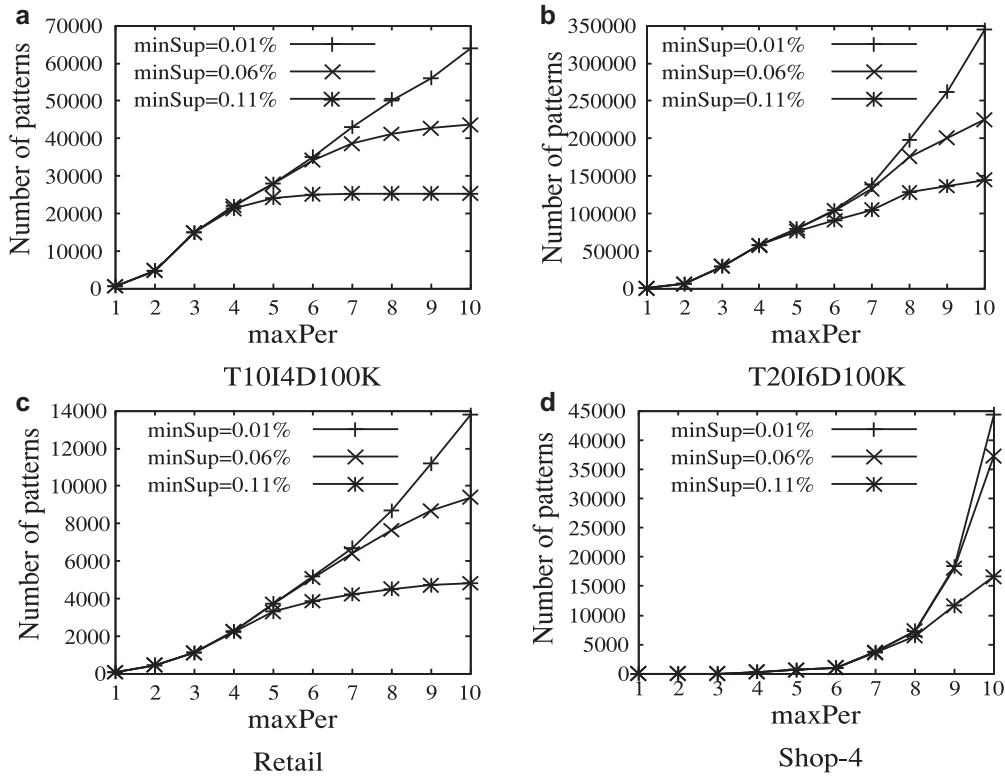 a
Number of patterns
70000
60000
50000
40000
30000
20000
10000
0
minSup=0.01%
minSup=0.06%
minSup=0.11%
1 2 3 4 5 6 7 8 9 10
maxPer
T10I4D100K
b
Number of patterns
350000
300000
250000
200000
150000
100000
50000
0
minSup=0.01%
minSup=0.06%
minSup=0.11%
1 2 3 4 5 6 7 8 9 10
maxPer
T20I6D100K
c
Number of patterns
14000
12000
10000
8000
6000
4000
2000
0
minSup=0.01%
minSup=0.06%
minSup=0.11%
1 2 3 4 5 6 7 8 9 10
maxPer
Retail
d
Number of patterns
45000
40000
35000
30000
25000
20000
15000
10000
5000
0
minSup=0.01%
minSup=0.06%
minSup=0.11%
1 2 3 4 5 6 7 8 9 10
maxPer
Shop-4